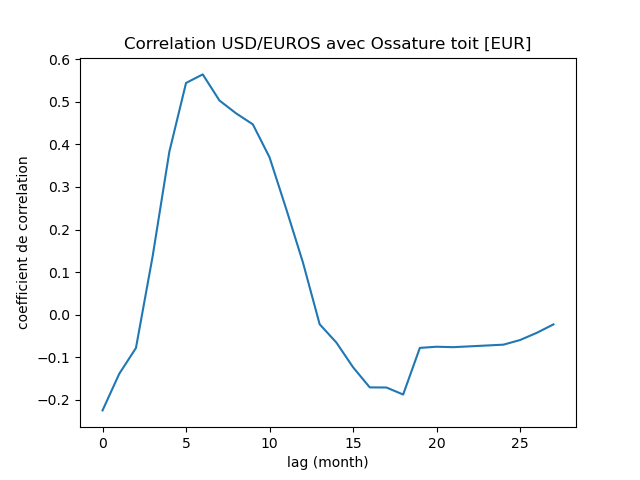 Correlation USD/EUROS avec Ossature toit [EUR]
0.6
0.5
0.4
0.3
0.2
0.1
0.0
−0.1
−0.2
coefficient de correlation
0 5 10 15 20 25
lag (month)